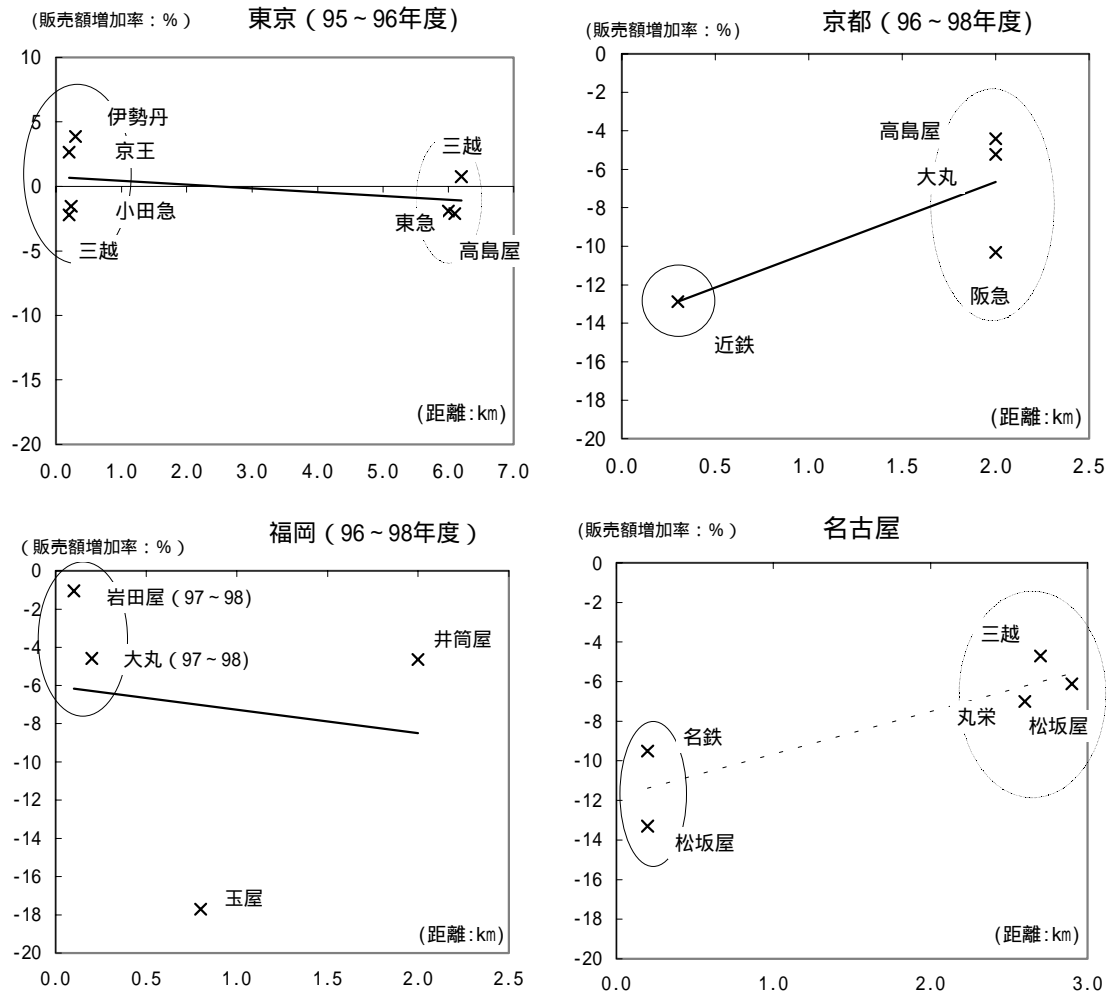 (販売額増加率：%) 東京（95～96年度)
10
5
0
-5
-10
-15
-20
伊勢丹
京王
小田急
三越
三越
東急
高島屋
(距離:km)
0.0 1.0 2.0 3.0 4.0 5.0 6.0 7.0
(販売額増加率：%) 京都（96～98年度)
0
-2
-4
-6
-8
-10
-12
-14
-16
-18
-20
高島屋
大丸
阪急
近鉄
(距離:km)
0.0 0.5 1.0 1.5 2.0 2.5
（販売額増加率：%） 福岡（96～98年度）
0
-2
-4
-6
-8
-10
-12
-14
-16
-18
-20
岩田屋（97～98)
大丸（97～98)
井筒屋
玉屋
(距離:km)
0.0 0.5 1.0 1.5 2.0 2.5
(販売額増加率：%) 名古屋
0
-2
-4
-6
-8
-10
-12
-14
-16
-18
-20
三越
丸栄
松坂屋
名鉄
松坂屋
(距離:km)
0.0 1.0 2.0 3.0